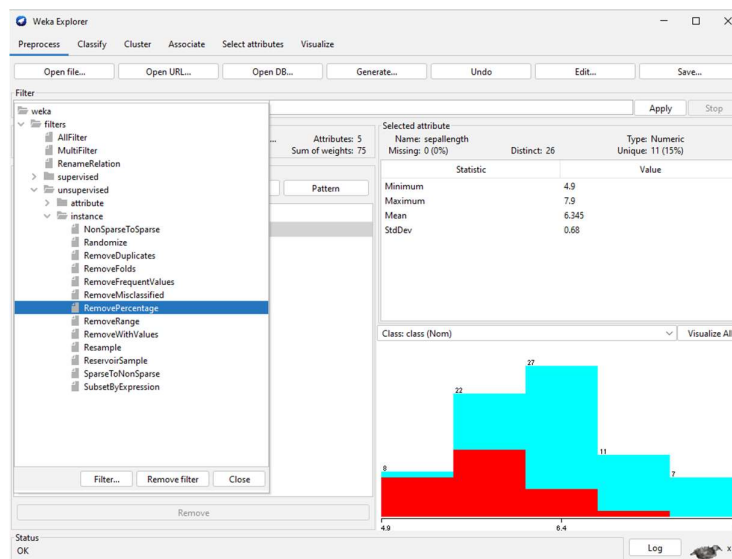 Weka Explorer
Preprocess Classify Cluster Associate Select attributes Visualize
Open file... Open URL... Open DB... Generate... Undo Edit... Save...
Filter
Apply Stop
weka
filters
AllFilter
MultiFilter
RenameRelation
supervised
unsupervised
attribute
instance
NonSparseToSparse
Randomize
RemoveDuplicates
RemoveFolds
RemoveFrequentValues
RemoveMisclassified
RemovePercentage
RemoveRange
RemoveWithValues
Resample
ReservoirSample
SparseToNonSparse
SubsetByExpression
Filter... Remove filter Close
... Attributes: 5
Sum of weights: 75
Pattern
Remove
Selected attribute
Name: sepallength Type: Numeric
Missing: 0 (0%) Distinct: 26 Unique: 11 (15%)
Statistic Value
Minimum 4.9
Maximum 7.9
Mean 6.345
StdDev 0.68
Class: class (Nom) Visualize All
8
22
27
11
7
4.9 6.4
Status
OK
Log x